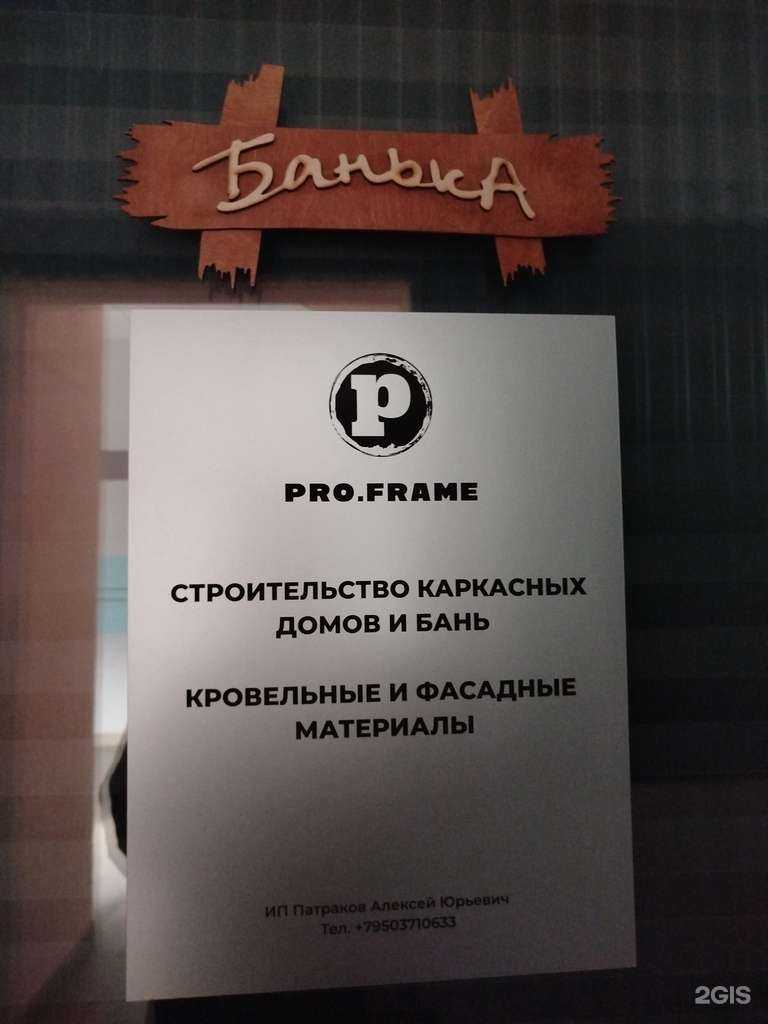 Банька
p
PRO.FRAME
СТРОИТЕЛЬСТВО КАРКАСНЫХ
ДОМОВ И БАНЬ
КРОВЕЛЬНЫЕ И ФАСАДНЫЕ
МАТЕРИАЛЫ
ИП Патраков Алексей Юрьевич
Тел. +79503710633
2GIS